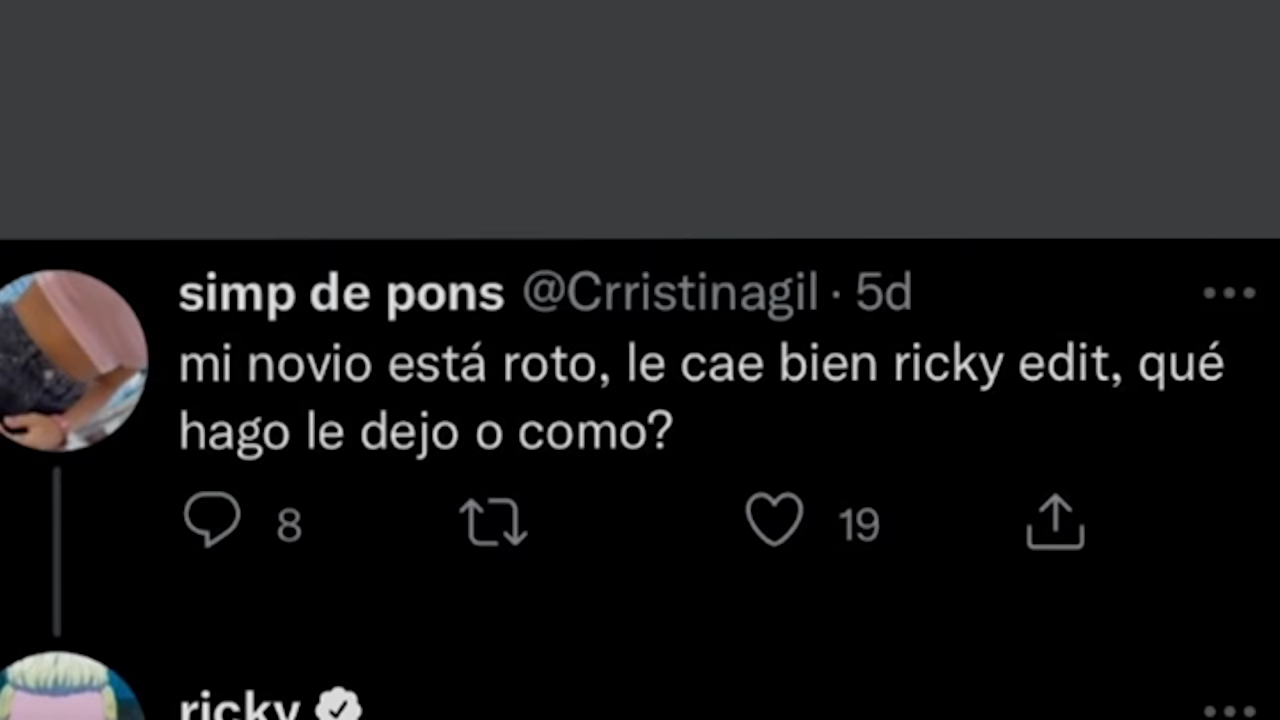 simp de pons @Crristinagil · 5d
mi novio está roto, le cae bien ricky edit, qué
hago le dejo o como?
8 19
ricky